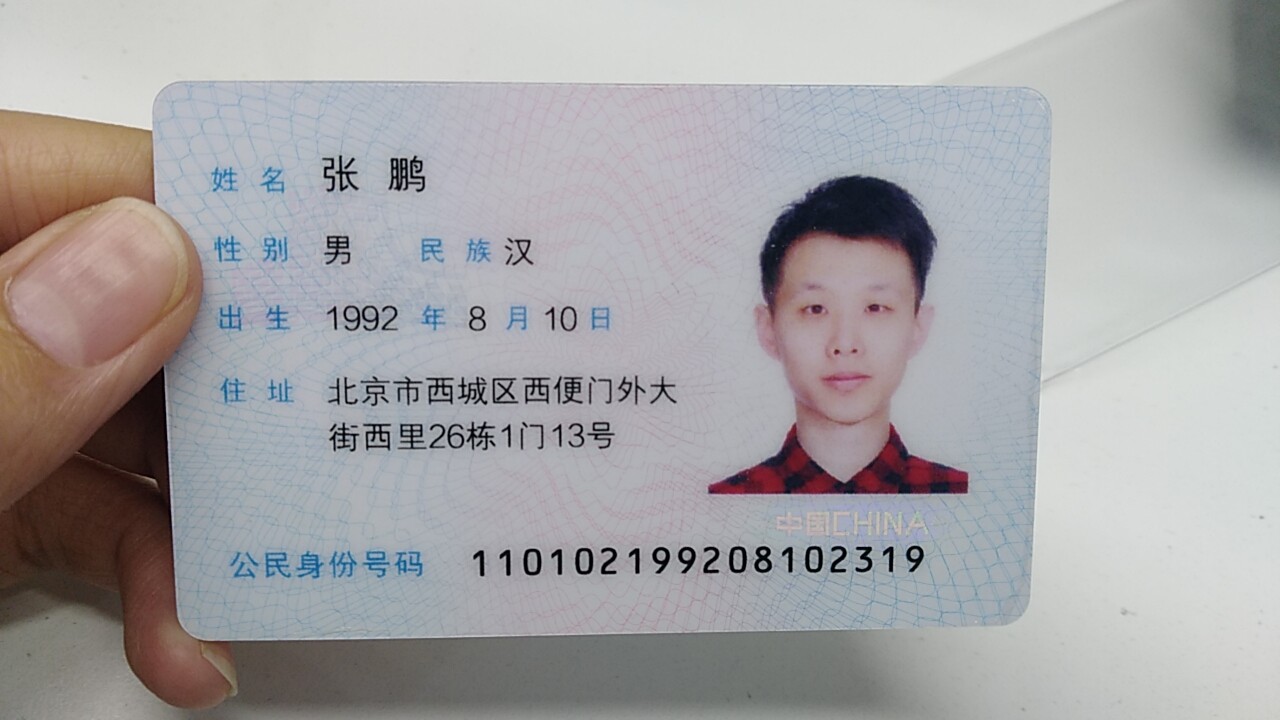 姓名 张鹏
性别 男 民族 汉
出生 1992 年 8 月 10 日
住址 北京市西城区西便门外大
街西里26栋1门13号
中国CHINA
公民身份号码 110102199208102319